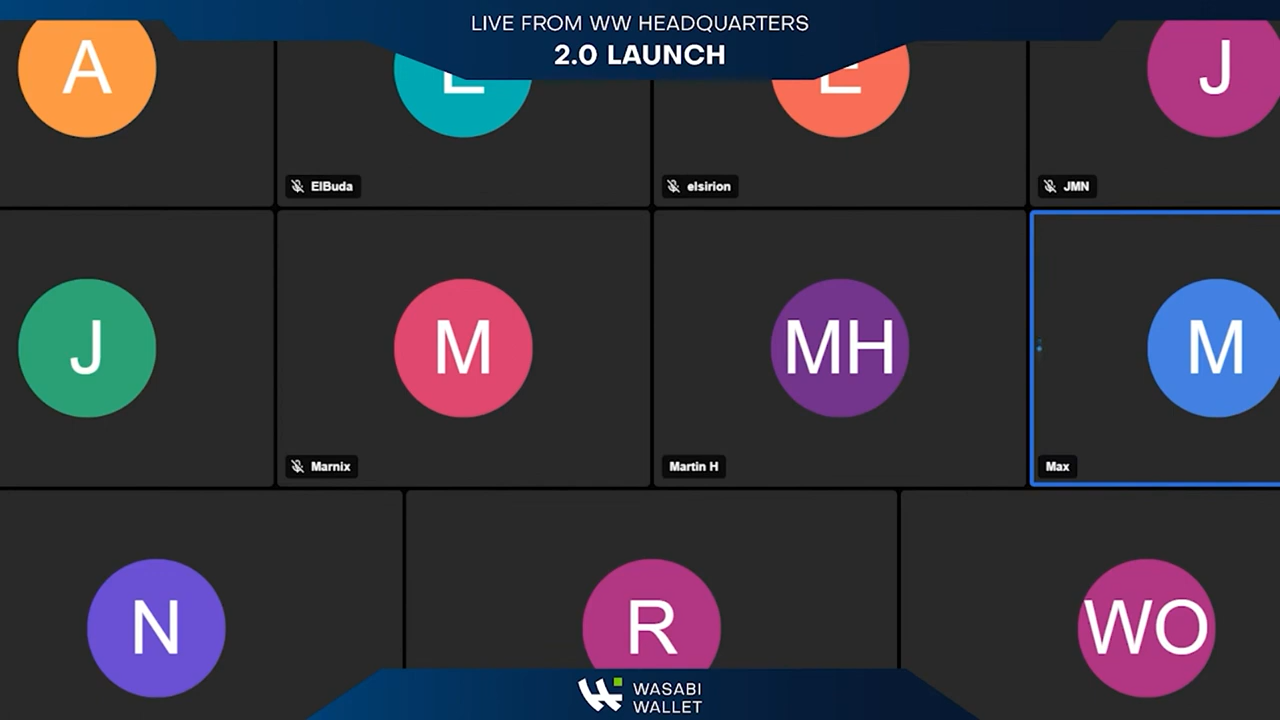 LIVE FROM WW HEADQUARTERS
2.0 LAUNCH
A
E
J
ElBuda
elsirion
JMN
J
M
MH
M
Marnix
Martin H
Max
N
R
WO
WASABI
WALLET